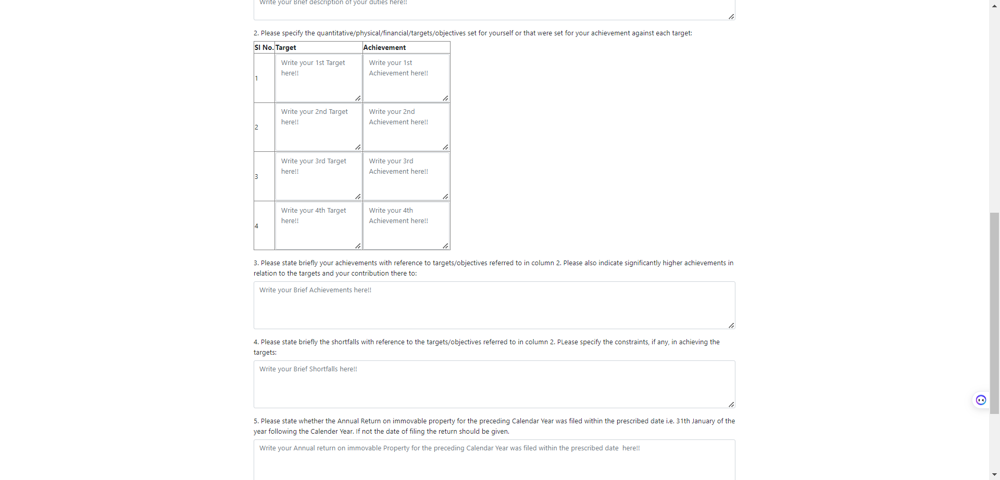 Write your Brief description of your duties here!!
2. Please specify the quantitative/physical/financial/targets/objectives set for yourself or that were set for your achievement against each target:
Sl No. Target Achievement
1
Write your 1st Target
here!!
Write your 1st
Achievement here!!
2
Write your 2nd Target
here!!
Write your 2nd
Achievement here!!
3
Write your 3rd Target
here!!
Write your 3rd
Achievement here!!
4
Write your 4th Target
here!!
Write your 4th
Achievement here!!
3. Please state briefly your achievements with reference to targets/objectives referred to in column 2. Please also indicate significantly higher achievements in
relation to the targets and your contribution there to:
Write your Brief Achievements here!!
4. Please state briefly the shortfalls with reference to the targets/objectives referred to in column 2. PLease specify the constraints, if any, in achieving the
targets:
Write your Brief Shortfalls here!!
5. Please state whether the Annual Return on immovable property for the preceding Calendar Year was filed within the prescribed date i.e. 31th January of the
year following the Calender Year. If not the date of filing the return should be given.
Write your Annual return on immovable Property for the preceding Calendar Year was filed within the prescribed date  here!!